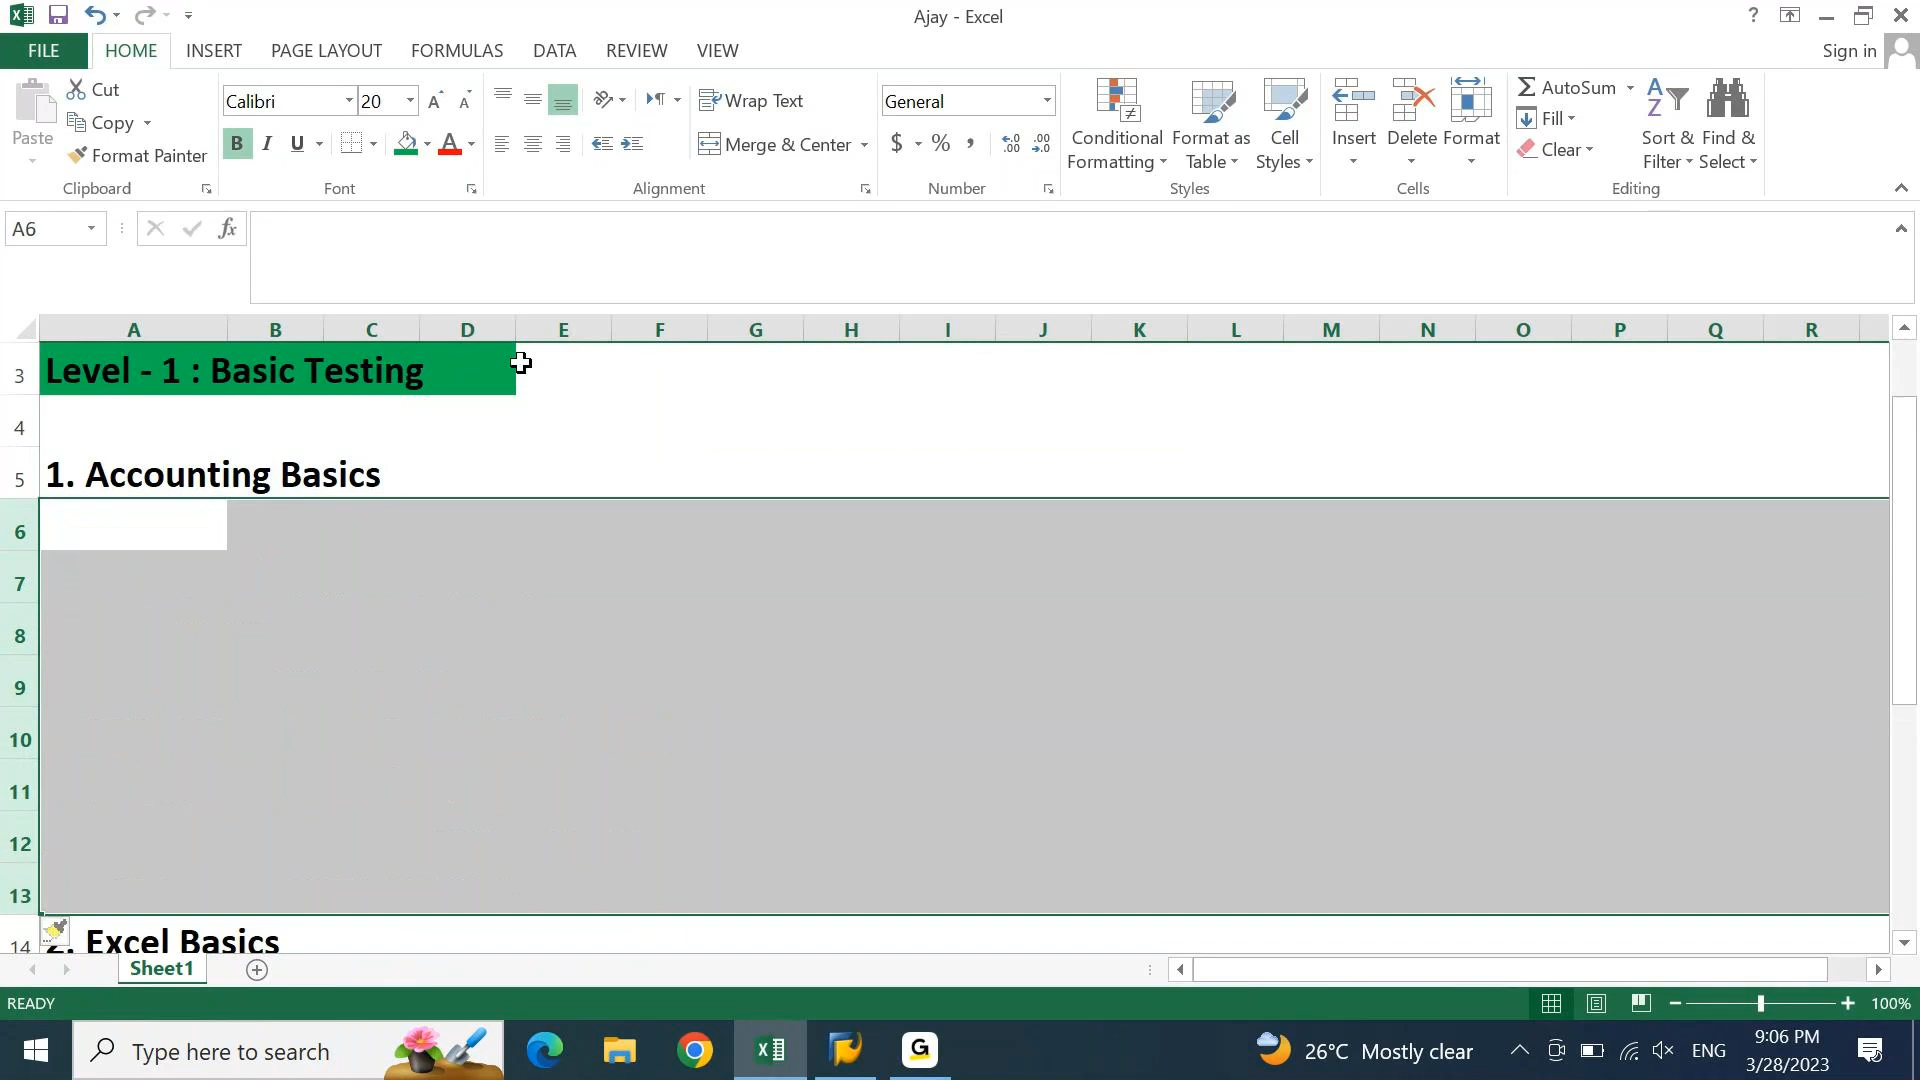 Ajay - Excel
?
FILE
HOME
INSERT
PAGE LAYOUT
FORMULAS
DATA
REVIEW
VIEW
Sign in
Paste
Cut
Copy
Format Painter
Clipboard
Calibri
20
B I U
Font
Wrap Text
Merge & Center
Alignment
General
$ % ,
Number
Conditional
Formatting
Format as
Table
Cell
Styles
Styles
Insert
Delete
Format
Cells
AutoSum
Fill
Clear
Sort &
Filter
Find &
Select
Editing
A6
fx
A B C D E F G H I J K L M N O P Q R
3 Level - 1 : Basic Testing
4
5 1. Accounting Basics
6
7
8
9
10
11
12
13
14 2. Excel Basics
Sheet1
READY
100%
Type here to search
26°C Mostly clear
ENG
9:06 PM
3/28/2023